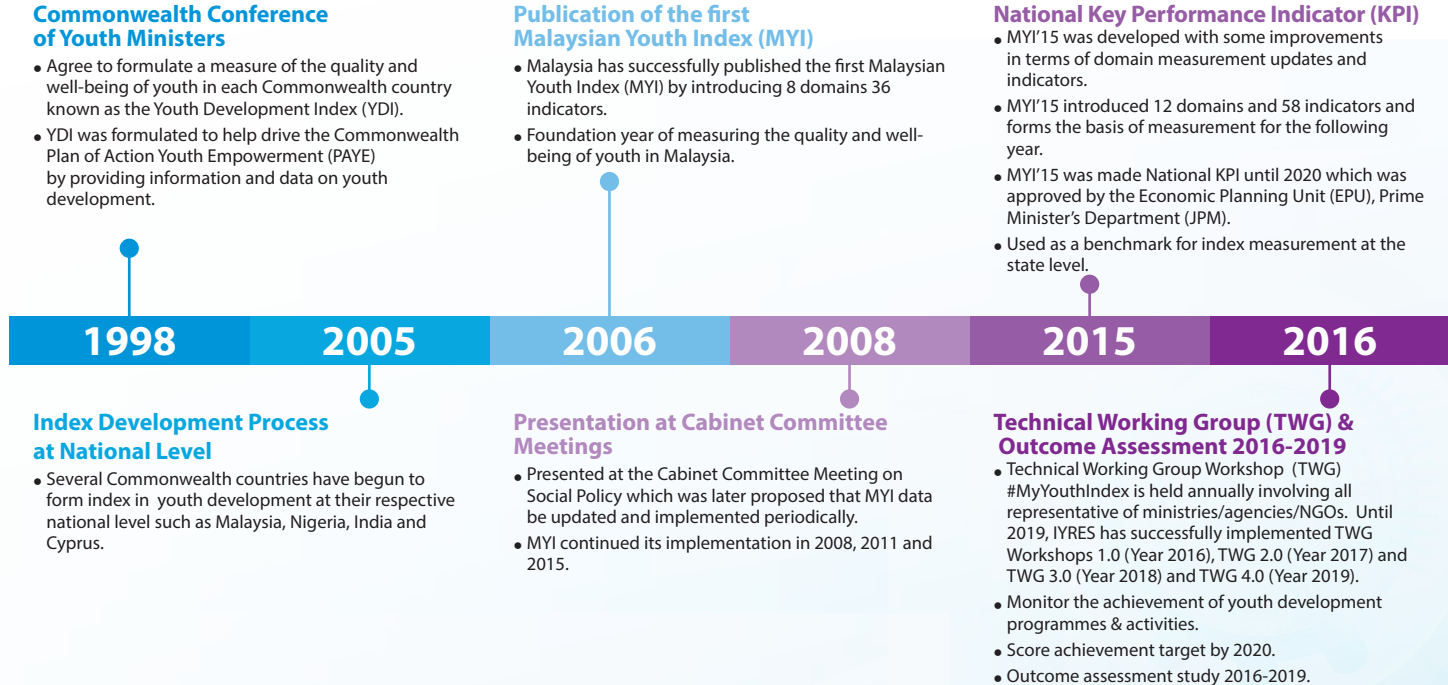 Commonwealth Conference
of Youth Ministers
• Agree to formulate a measure of the quality and
well-being of youth in each Commonwealth country
known as the Youth Development Index (YDI).
• YDI was formulated to help drive the Commonwealth
Plan of Action Youth Empowerment (PAYE)
by providing information and data on youth
development.
Publication of the first
Malaysian Youth Index (MYI)
• Malaysia has successfully published the first Malaysian
Youth Index (MYI) by introducing 8 domains 36
indicators.
• Foundation year of measuring the quality and well-
being of youth in Malaysia.
National Key Performance Indicator (KPI)
• MYI'15 was developed with some improvements
in terms of domain measurement updates and
indicators.
• MYI'15 introduced 12 domains and 58 indicators and
forms the basis of measurement for the following
year.
• MYI'15 was made National KPI until 2020 which was
approved by the Economic Planning Unit (EPU), Prime
Minister's Department (JPM).
• Used as a benchmark for index measurement at the
state level.
1998 2005 2006 2008 2015 2016
Index Development Process
at National Level
• Several Commonwealth countries have begun to
form index in youth development at their respective
national level such as Malaysia, Nigeria, India and
Cyprus.
Presentation at Cabinet Committee
Meetings
• Presented at the Cabinet Committee Meeting on
Social Policy which was later proposed that MYI data
be updated and implemented periodically.
• MYI continued its implementation in 2008, 2011 and
2015.
Technical Working Group (TWG) &
Outcome Assessment 2016-2019
• Technical Working Group Workshop (TWG)
#MyYouthIndex is held annually involving all
representative of ministries/agencies/NGOs. Until
2019, IYRES has successfully implemented TWG
Workshops 1.0 (Year 2016), TWG 2.0 (Year 2017) and
TWG 3.0 (Year 2018) and TWG 4.0 (Year 2019).
• Monitor the achievement of youth development
programmes & activities.
• Score achievement target by 2020.
• Outcome assessment study 2016-2019.